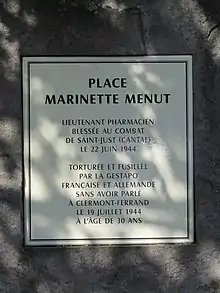 PLACE
MARINETTE MENUT
LIEUTENANT PHARMACIEN
BLESSÉE AU COMBAT
DE SAINT-JUST (CANTAL)
LE 22 JUIN 1944
TORTURÉE ET FUSILLÉE
PAR LA GESTAPO
FRANÇAISE ET ALLEMANDE
SANS AVOIR PARLÉ
À CLERMONT-FERRAND
LE 19 JUILLET 1944
À L'ÂGE DE 30 ANS